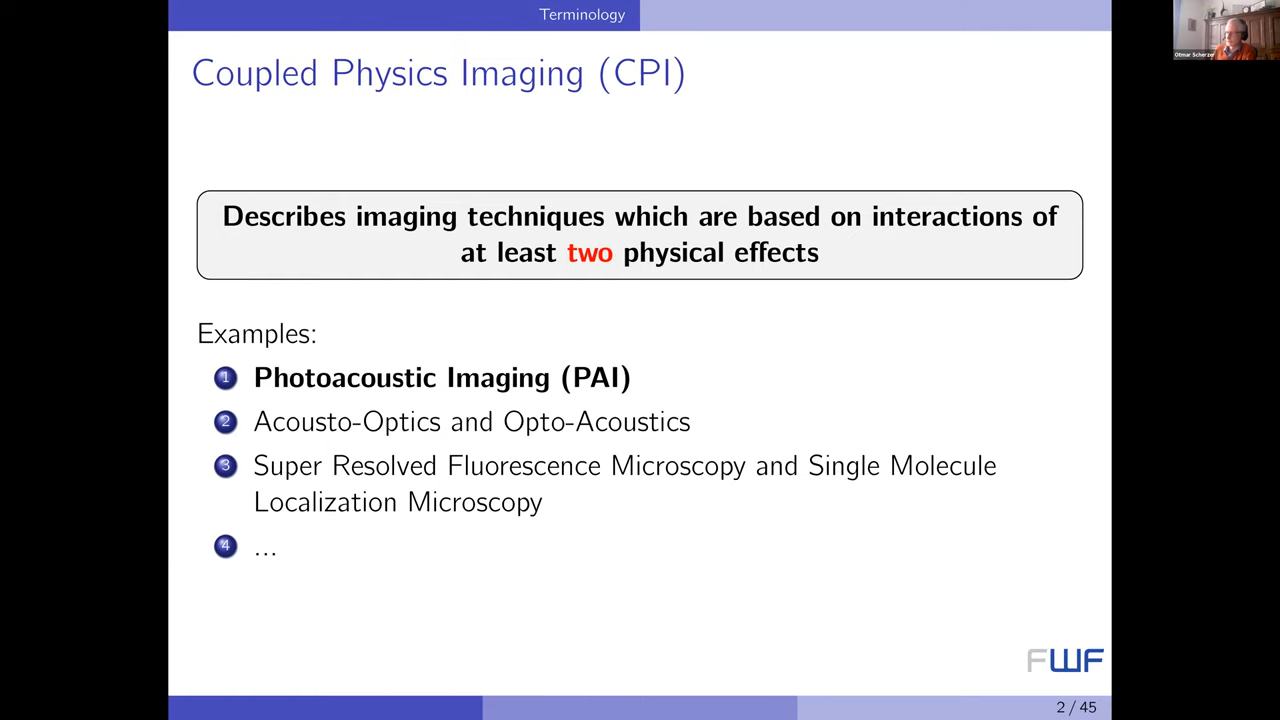 Terminology
Coupled Physics Imaging (CPI)
Describes imaging techniques which are based on interactions of
at least two physical effects
Examples:
1 Photoacoustic Imaging (PAI)
2 Acousto-Optics and Opto-Acoustics
3 Super Resolved Fluorescence Microscopy and Single Molecule
Localization Microscopy
4 ...
FWF
2 / 45
Otmar Scherzer